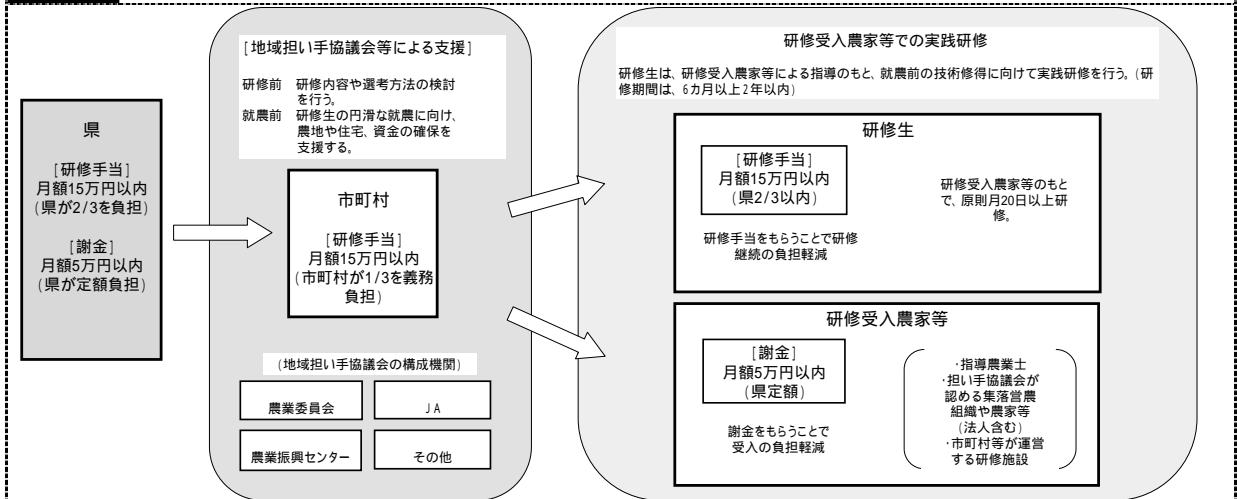 県
[研修手当]
月額15万円以内
(県が2/3を負担)
[謝金]
月額5万円以内
(県が定額負担)
[地域担い手協議会等による支援]
研修前　研修内容や選考方法の検討
を行う。
就農前　研修生の円滑な就農に向け、
農地や住宅、資金の確保を
支援する。
市町村
[研修手当]
月額15万円以内
(市町村が1/3を義務
負担)
(地域担い手協議会の構成機関)
農業委員会
JA
農業振興センター
その他
研修受入農家等での実践研修
研修生は、研修受入農家等による指導のもと、就農前の技術修得に向けて実践研修を行う。(研
修期間は、6カ月以上2年以内)
研修生
[研修手当]
月額15万円以内
(県2/3以内)
研修手当をもらうことで研修
継続の負担軽減
研修受入農家等のもと
で、原則月20日以上研
修。
研修受入農家等
[謝金]
月額5万円以内
(県定額)
謝金をもらうことで
受入の負担軽減
・指導農業士
・担い手協議会が
認める集落営農
組織や農家等
(法人含む)
・市町村等が運営
する研修施設